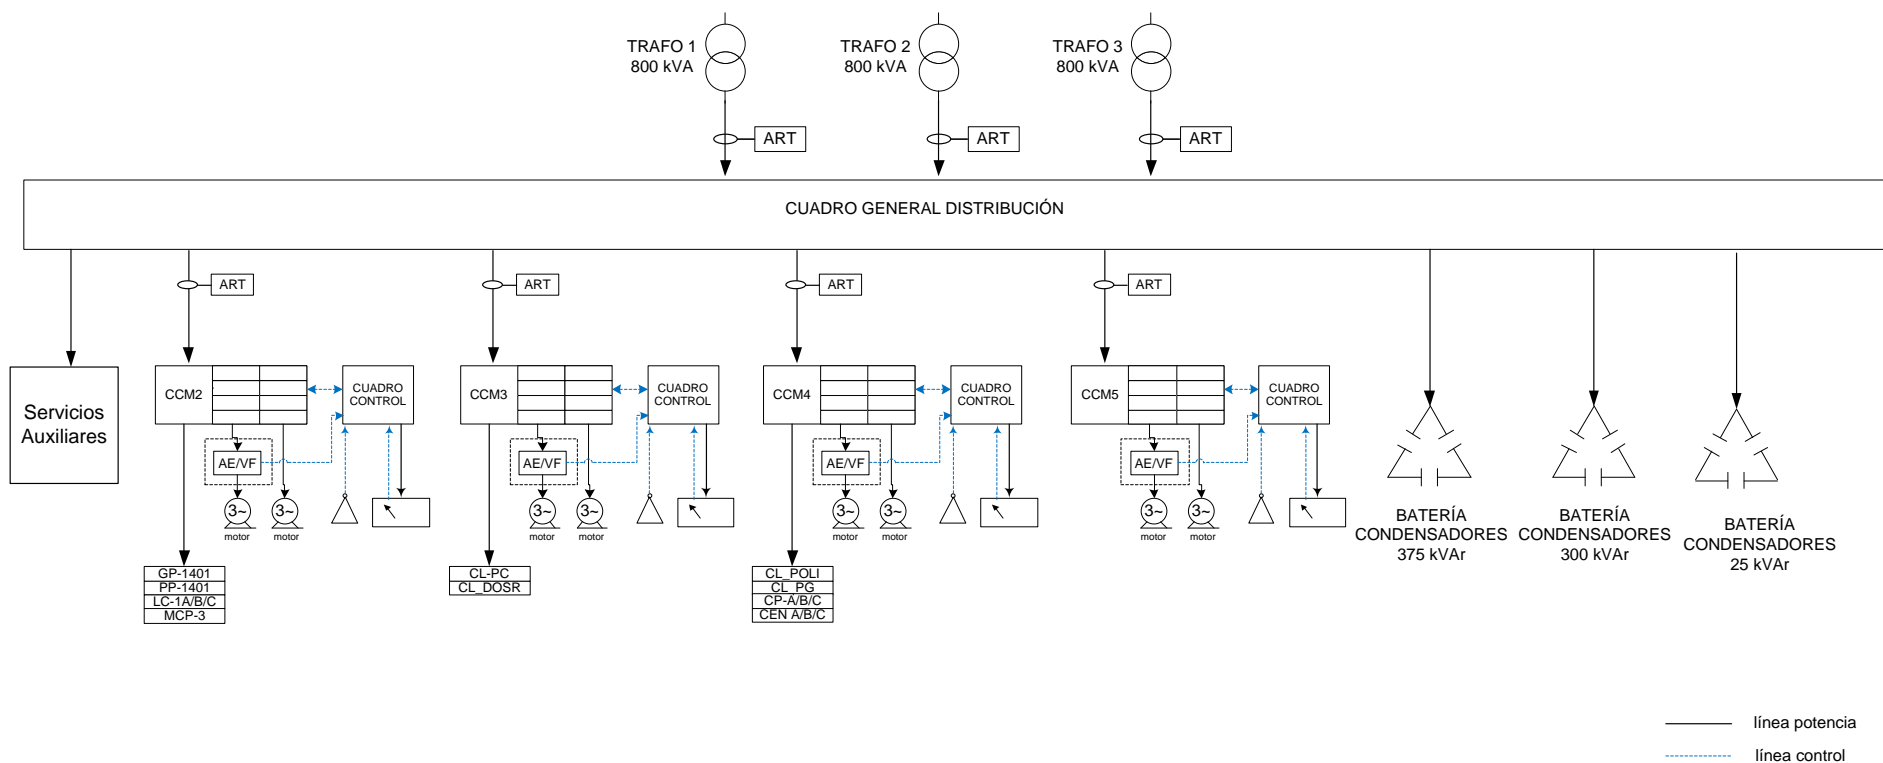 TRAFO 1
800 kVA
TRAFO 2
800 kVA
TRAFO 3
800 kVA
ART
ART
ART
CUADRO GENERAL DISTRIBUCIÓN
ART
ART
ART
ART
Servicios
Auxiliares
CCM2
CUADRO
CONTROL
AE/VF
3~
3~
motor
GP-1401
PP-1401
LC-1A/B/C
MCP-3
CCM3
CUADRO
CONTROL
AE/VF
3~
3~
motor
motor
CL-PC
CL_DOSR
CCM4
CUADRO
CONTROL
AE/VF
3~
3~
motor
motor
CL_POLI
CL_PG
CP-A/B/C
CEN A/B/C
CCM5
CUADRO
CONTROL
AE/VF
3~
3~
motor
motor
BATERÍA
CONDENSADORES
375 kVAr
BATERÍA
CONDENSADORES
300 kVAr
BATERÍA
CONDENSADORES
25 kVAr
línea potencia
línea control